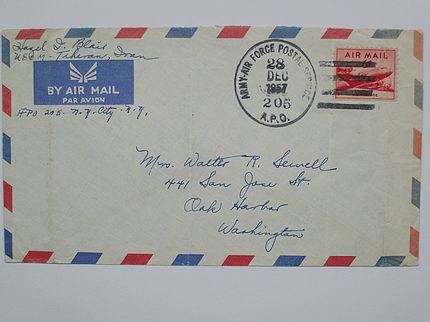 Hazel I. Blair
Teheran, Iran
BY AIR MAIL
PAR AVION
APO 205. N.Y. City. N.Y.
ARMY-AIR FORCE POSTAL SERVICE
28
DEC
1957
205
A.P.O.
AIR MAIL
6¢
Mrs. Walter R. Sewell
441 San Jose St.
Oak Harbor
Washington